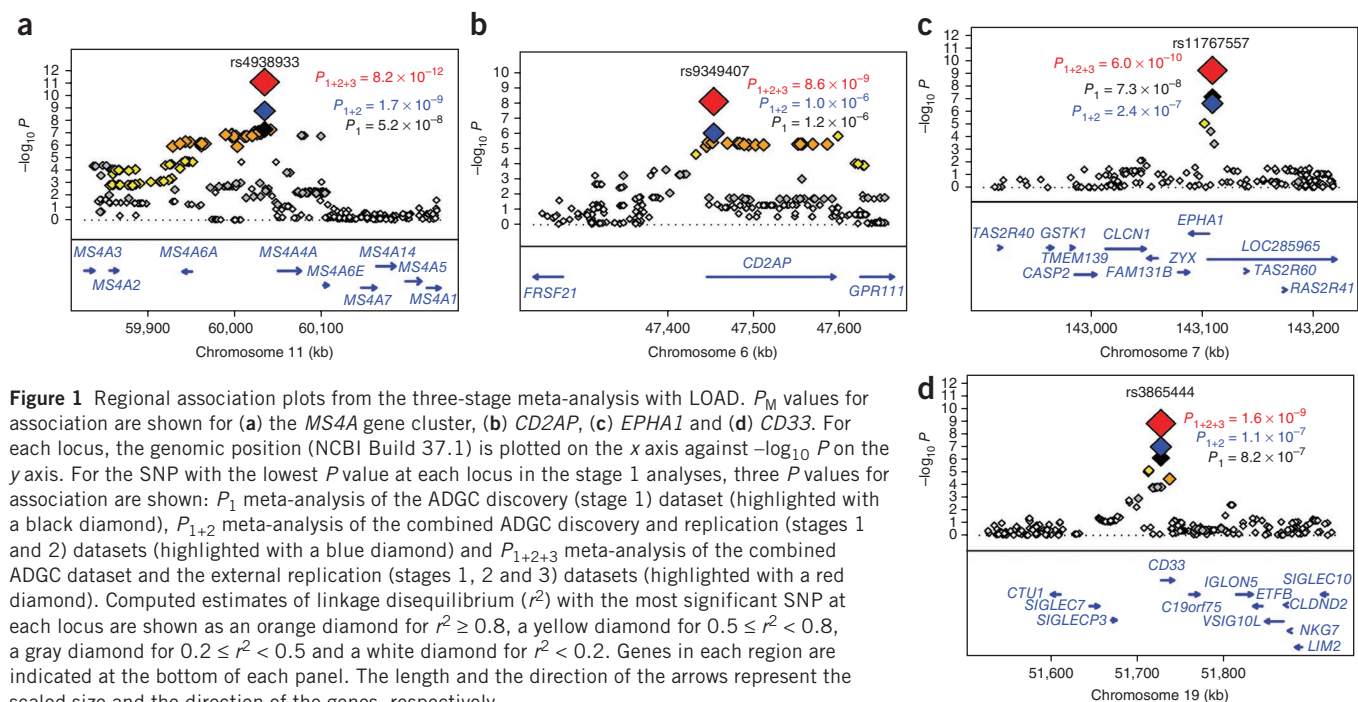 a
rs4938933
P1+2+3 = 8.2 × 10–12
P1+2 = 1.7 × 10–9
P1 = 5.2 × 10–8
12
11
10
9
8
7
6
5
4
3
2
1
0
–log10 P
MS4A3
MS4A2
MS4A6A
MS4A4A
MS4A6E
MS4A14
MS4A7
MS4A5
MS4A1
59,900 60,000 60,100
Chromosome 11 (kb)
b
rs9349407
P1+2+3 = 8.6 × 10–9
P1+2 = 1.0 × 10–6
P1 = 1.2 × 10–6
10
9
8
7
6
5
4
3
2
1
0
–log10 P
FRSF21
CD2AP
GPR111
47,400 47,500 47,600
Chromosome 6 (kb)
c
rs11767557
P1+2+3 = 6.0 × 10–10
P1 = 7.3 × 10–8
P1+2 = 2.4 × 10–7
12
11
10
9
8
7
6
5
4
3
2
1
0
–log10 P
EPHA1
TAS2R40 GSTK1 CLCN1 LOC285965
TMEM139 ZYX
CASP2 FAM131B TAS2R60
RAS2R41
143,000 143,100 143,200
Chromosome 7 (kb)
d
rs3865444
P1+2+3 = 1.6 × 10–9
P1+2 = 1.1 × 10–7
P1 = 8.2 × 10–7
12
11
10
9
8
7
6
5
4
3
2
1
0
–log10 P
CD33
CTU1 IGLON5 SIGLEC10
ETFB
SIGLEC7 C19orf75 CLDND2
SIGLECP3 VSIG10L
NKG7
LIM2
51,600 51,700 51,800
Chromosome 19 (kb)
Figure 1 Regional association plots from the three-stage meta-analysis with LOAD. PM values for
association are shown for (a) the MS4A gene cluster, (b) CD2AP, (c) EPHA1 and (d) CD33. For
each locus, the genomic position (NCBI Build 37.1) is plotted on the x axis against –log10 P on the
y axis. For the SNP with the lowest P value at each locus in the stage 1 analyses, three P values for
association are shown: P1 meta-analysis of the ADGC discovery (stage 1) dataset (highlighted with
a black diamond), P1+2 meta-analysis of the combined ADGC discovery and replication (stages 1
and 2) datasets (highlighted with a blue diamond) and P1+2+3 meta-analysis of the combined
ADGC dataset and the external replication (stages 1, 2 and 3) datasets (highlighted with a red
diamond). Computed estimates of linkage disequilibrium (r2) with the most significant SNP at
each locus are shown as an orange diamond for r2 ≥ 0.8, a yellow diamond for 0.5 ≤ r2 < 0.8,
a gray diamond for 0.2 ≤ r2 < 0.5 and a white diamond for r2 < 0.2. Genes in each region are
indicated at the bottom of each panel. The length and the direction of the arrows represent the
scaled size and the direction of the genes, respectively.